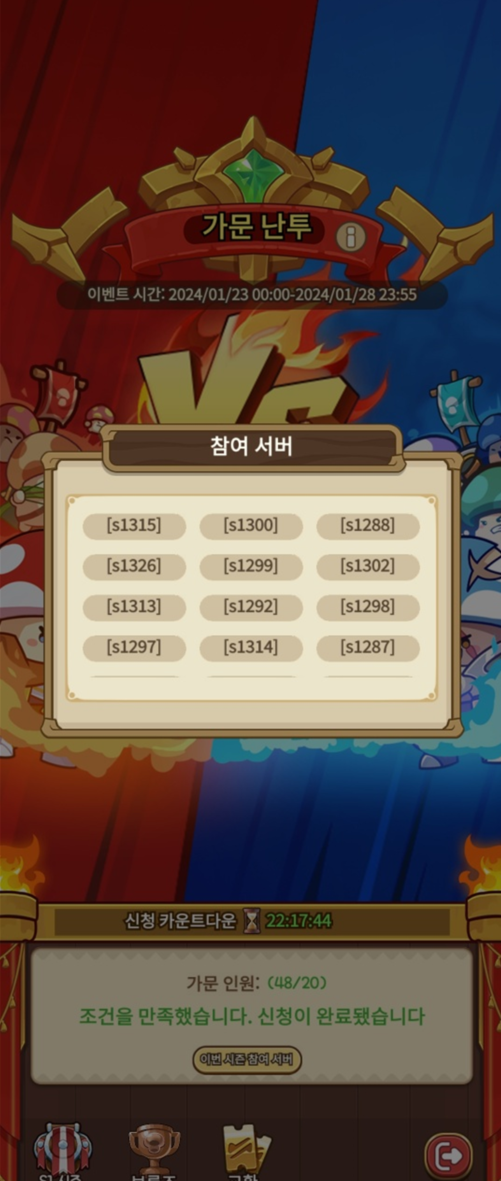 가문 난투
이벤트 시간: 2024/01/23 00:00-2024/01/28 23:55
VS
참여 서버
[s1315] [s1300] [s1288]
[s1326] [s1299] [s1302]
[s1313] [s1292] [s1298]
[s1297] [s1314] [s1287]
신청 카운트다운 22:17:44
가문 인원: (48/20)
조건을 만족했습니다. 신청이 완료됐습니다
이번 시즌 참여 서버